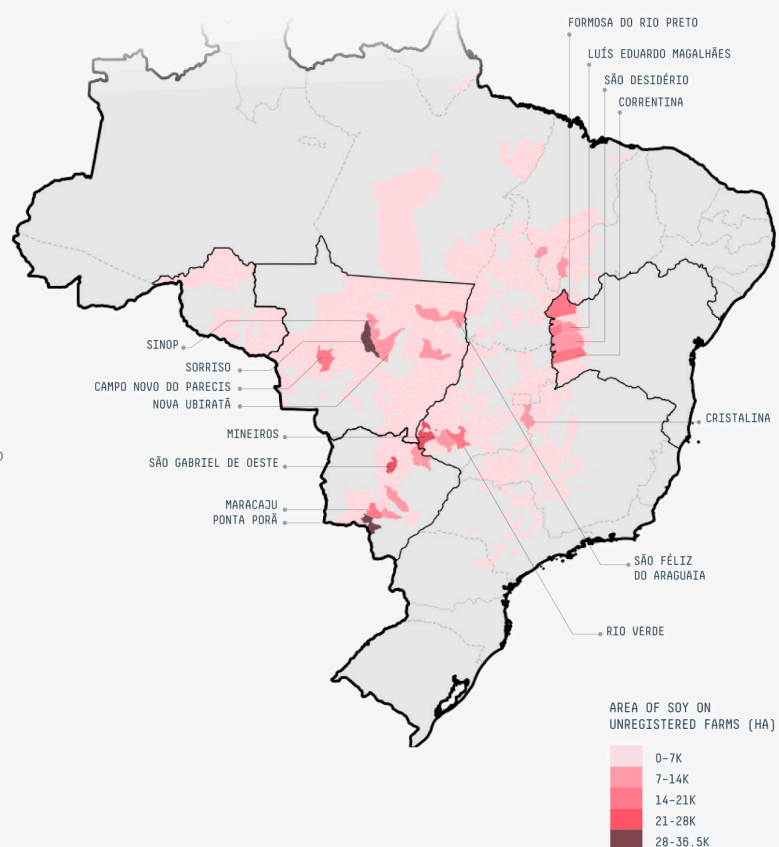 FORMOSA DO RIO PRETO
LUÍS EDUARDO MAGALHÃES
SÃO DESIDÉRIO
CORRENTINA
SINOP
SORRISO
CAMPO NOVO DO PARECIS
NOVA UBIRATÃ
MINEIROS
CRISTALINA
SÃO GABRIEL DE OESTE
MARACAJU
PONTA PORÃ
SÃO FÉLIZ
DO ARAGUAIA
RIO VERDE
AREA OF SOY ON
UNREGISTERED FARMS (HA)
0-7K
7-14K
14-21K
21-28K
28-36.5K